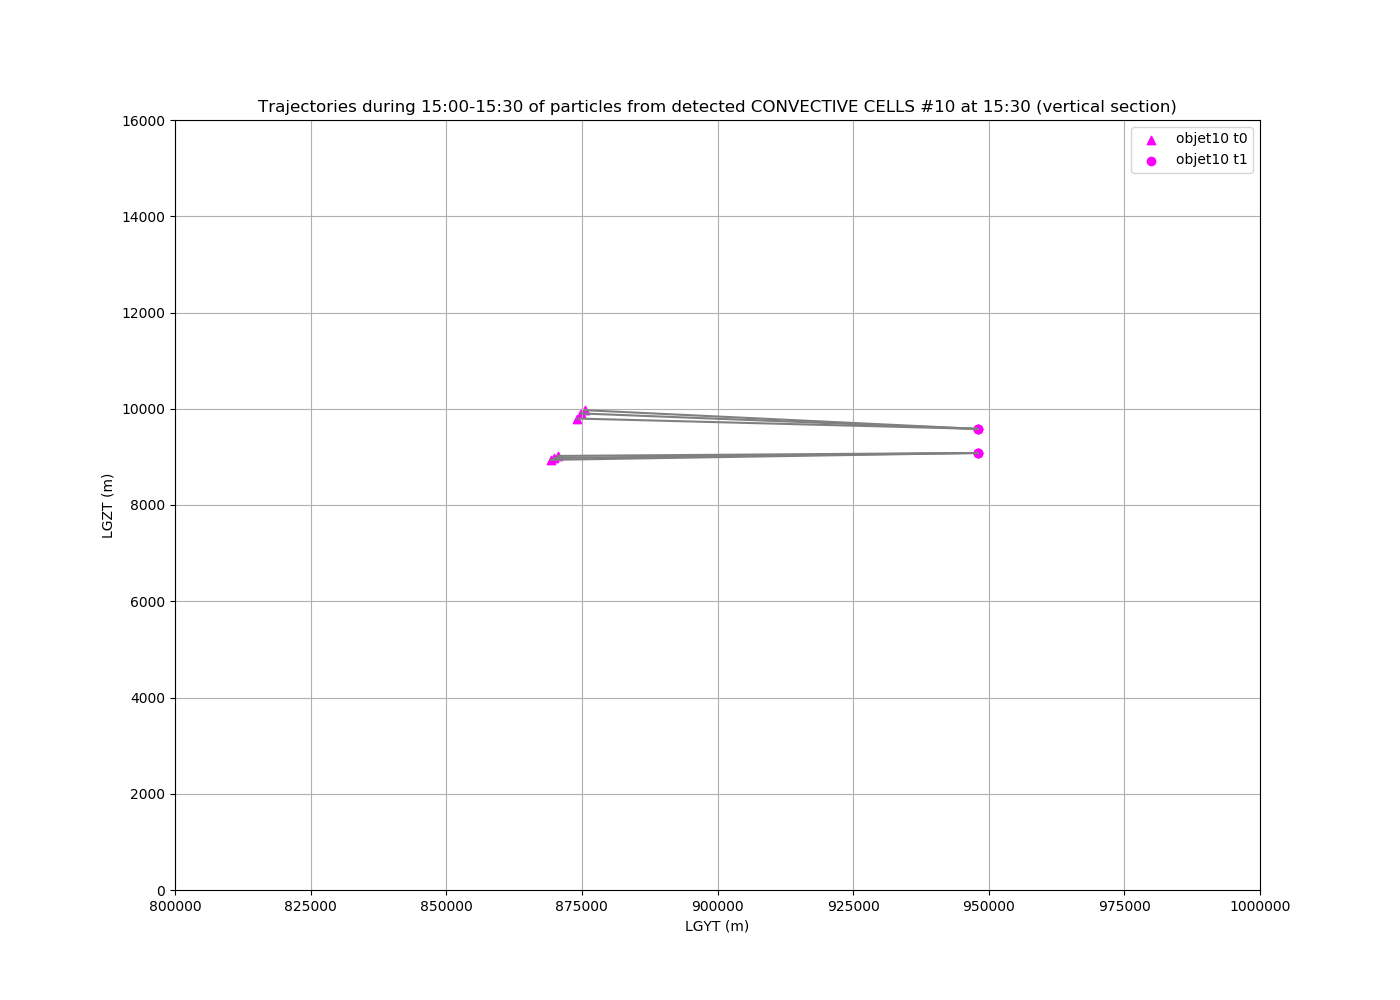 Trajectories during 15:00-15:30 of particles from detected CONVECTIVE CELLS #10 at 15:30 (vertical section)
objet10 t0
objet10 t1
16000
14000
12000
10000
8000
6000
4000
2000
0
LGZT (m)
800000 825000 850000 875000 900000 925000 950000 975000 1000000
LGYT (m)